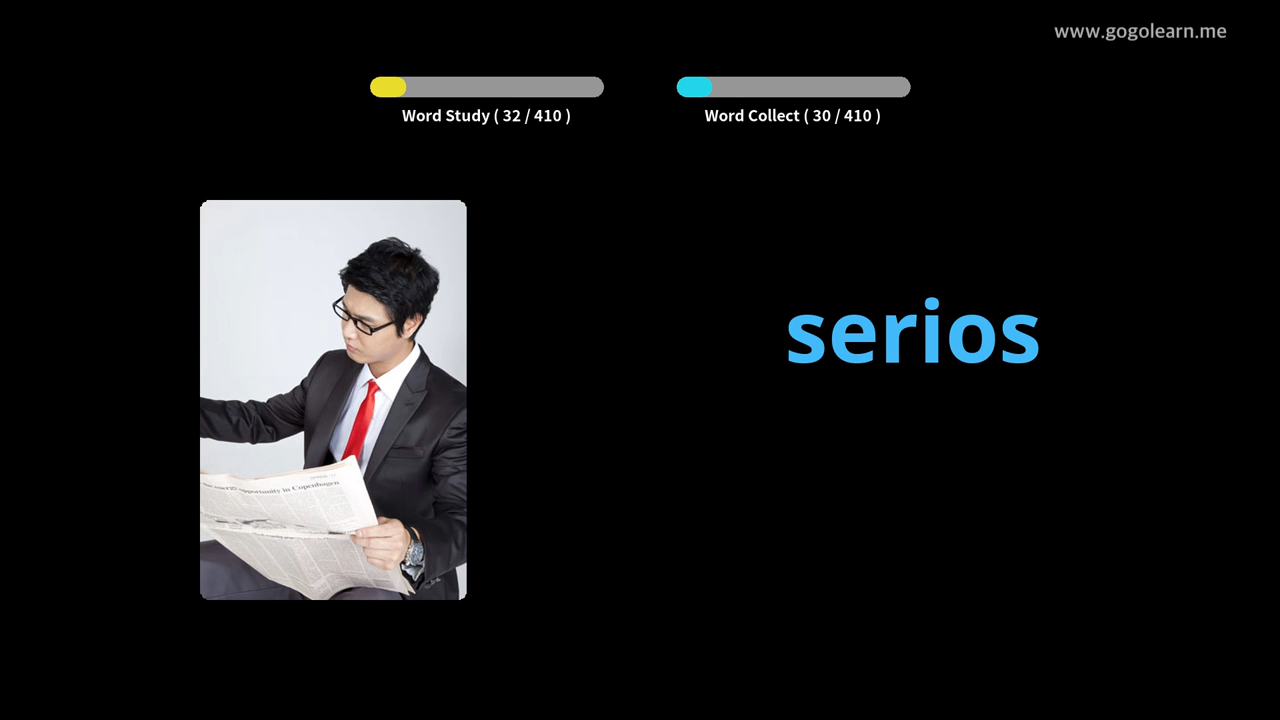 www.gogolearn.me
Word Study ( 32 / 410 )
Word Collect ( 30 / 410 )
serios
opportunity in Copenhagen